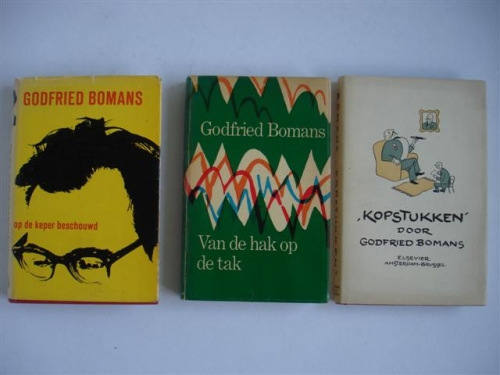 GODFRIED BOMANS
op de keper beschouwd
Godfried Bomans
Van de hak op
de tak
„KOPSTUKKEN”
DOOR
GODFRIED BOMANS
ELSEVIER
AMSTERDAM-BRUSSEL